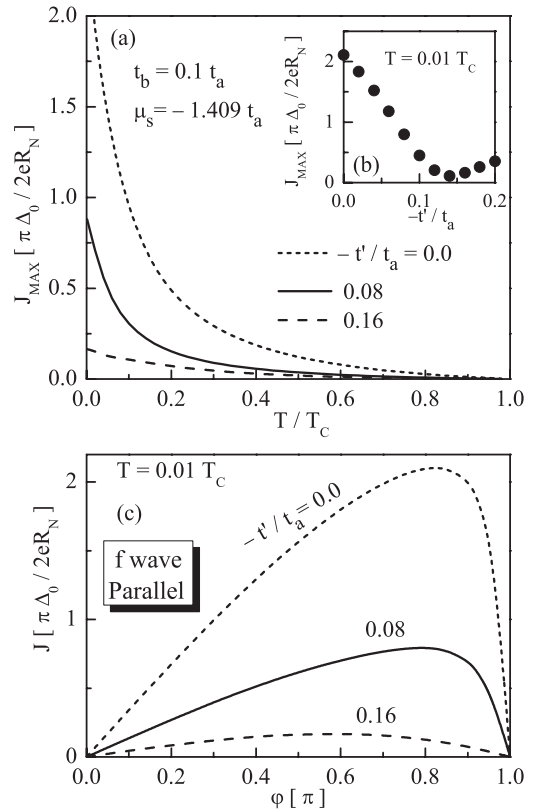 (a)
t_b = 0.1 t_a
μ_s = – 1.409 t_a
J_MAX [ π Δ_0 / 2eR_N ]
2.0
1.5
1.0
0.5
0.0
0.0 0.2 0.4 0.6 0.8 1.0
T / T_C
J_MAX [ π Δ_0 / 2eR_N ]
T = 0.01 T_C
2
1
0
(b)
0.0 0.1 0.2
–t' / t_a
– t' / t_a = 0.0
0.08
0.16
T = 0.01 T_C
(c)
f wave
Parallel
– t' / t_a = 0.0
0.08
0.16
J [ π Δ_0 / 2eR_N ]
2
1
0
0.0 0.2 0.4 0.6 0.8 1.0
φ [ π ]